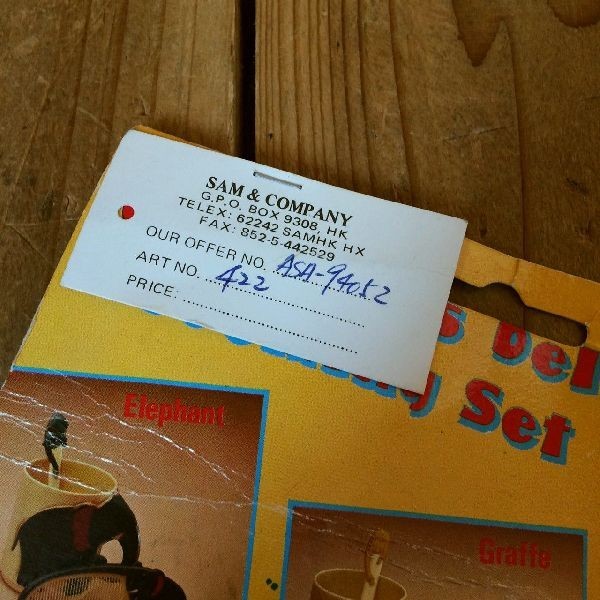 SAM & COMPANY
G.P.O. BOX 9308, HK
TELEX: 62242 SAMHK HX
FAX: 852-5-442529
OUR OFFER NO. ASA-94052
ART NO. 422
PRICE:
Set
Elephant
Graffe